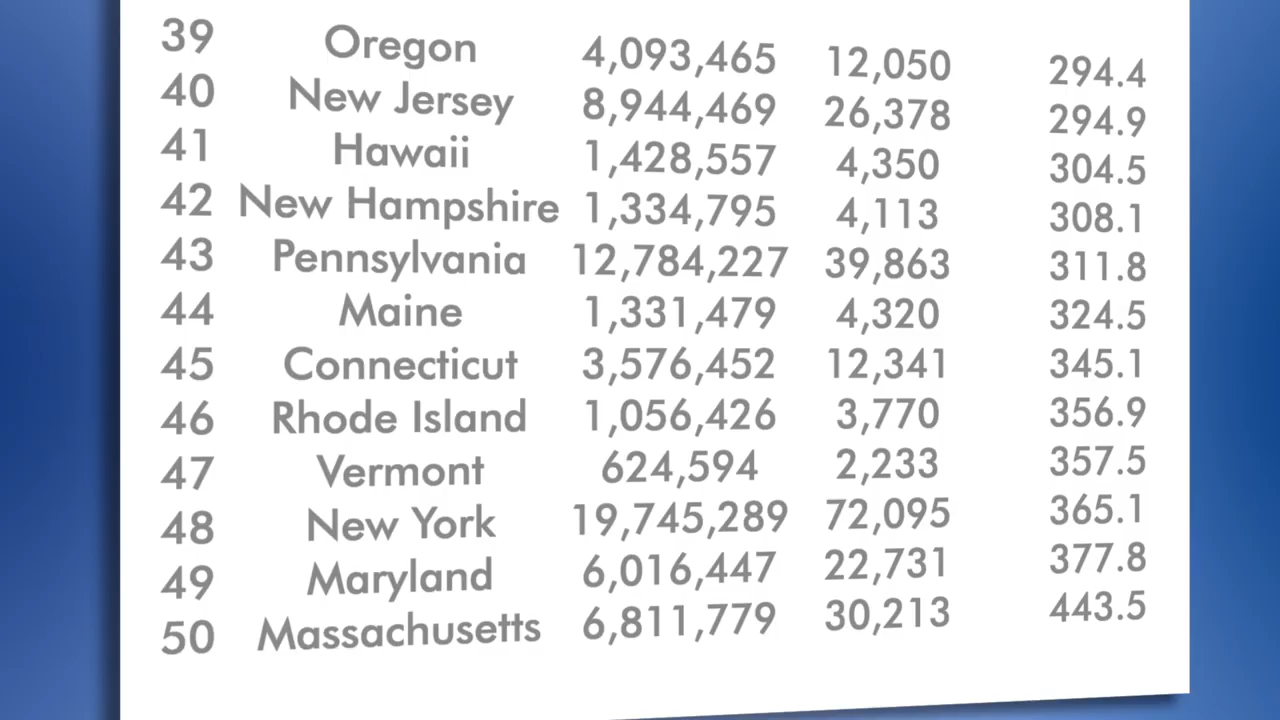 39 Oregon 4,093,465 12,050 294.4
40 New Jersey 8,944,469 26,378 294.9
41 Hawaii 1,428,557 4,350 304.5
42 New Hampshire 1,334,795 4,113 308.1
43 Pennsylvania 12,784,227 39,863 311.8
44 Maine 1,331,479 4,320 324.5
45 Connecticut 3,576,452 12,341 345.1
46 Rhode Island 1,056,426 3,770 356.9
47 Vermont 624,594 2,233 357.5
48 New York 19,745,289 72,095 365.1
49 Maryland 6,016,447 22,731 377.8
50 Massachusetts 6,811,779 30,213 443.5